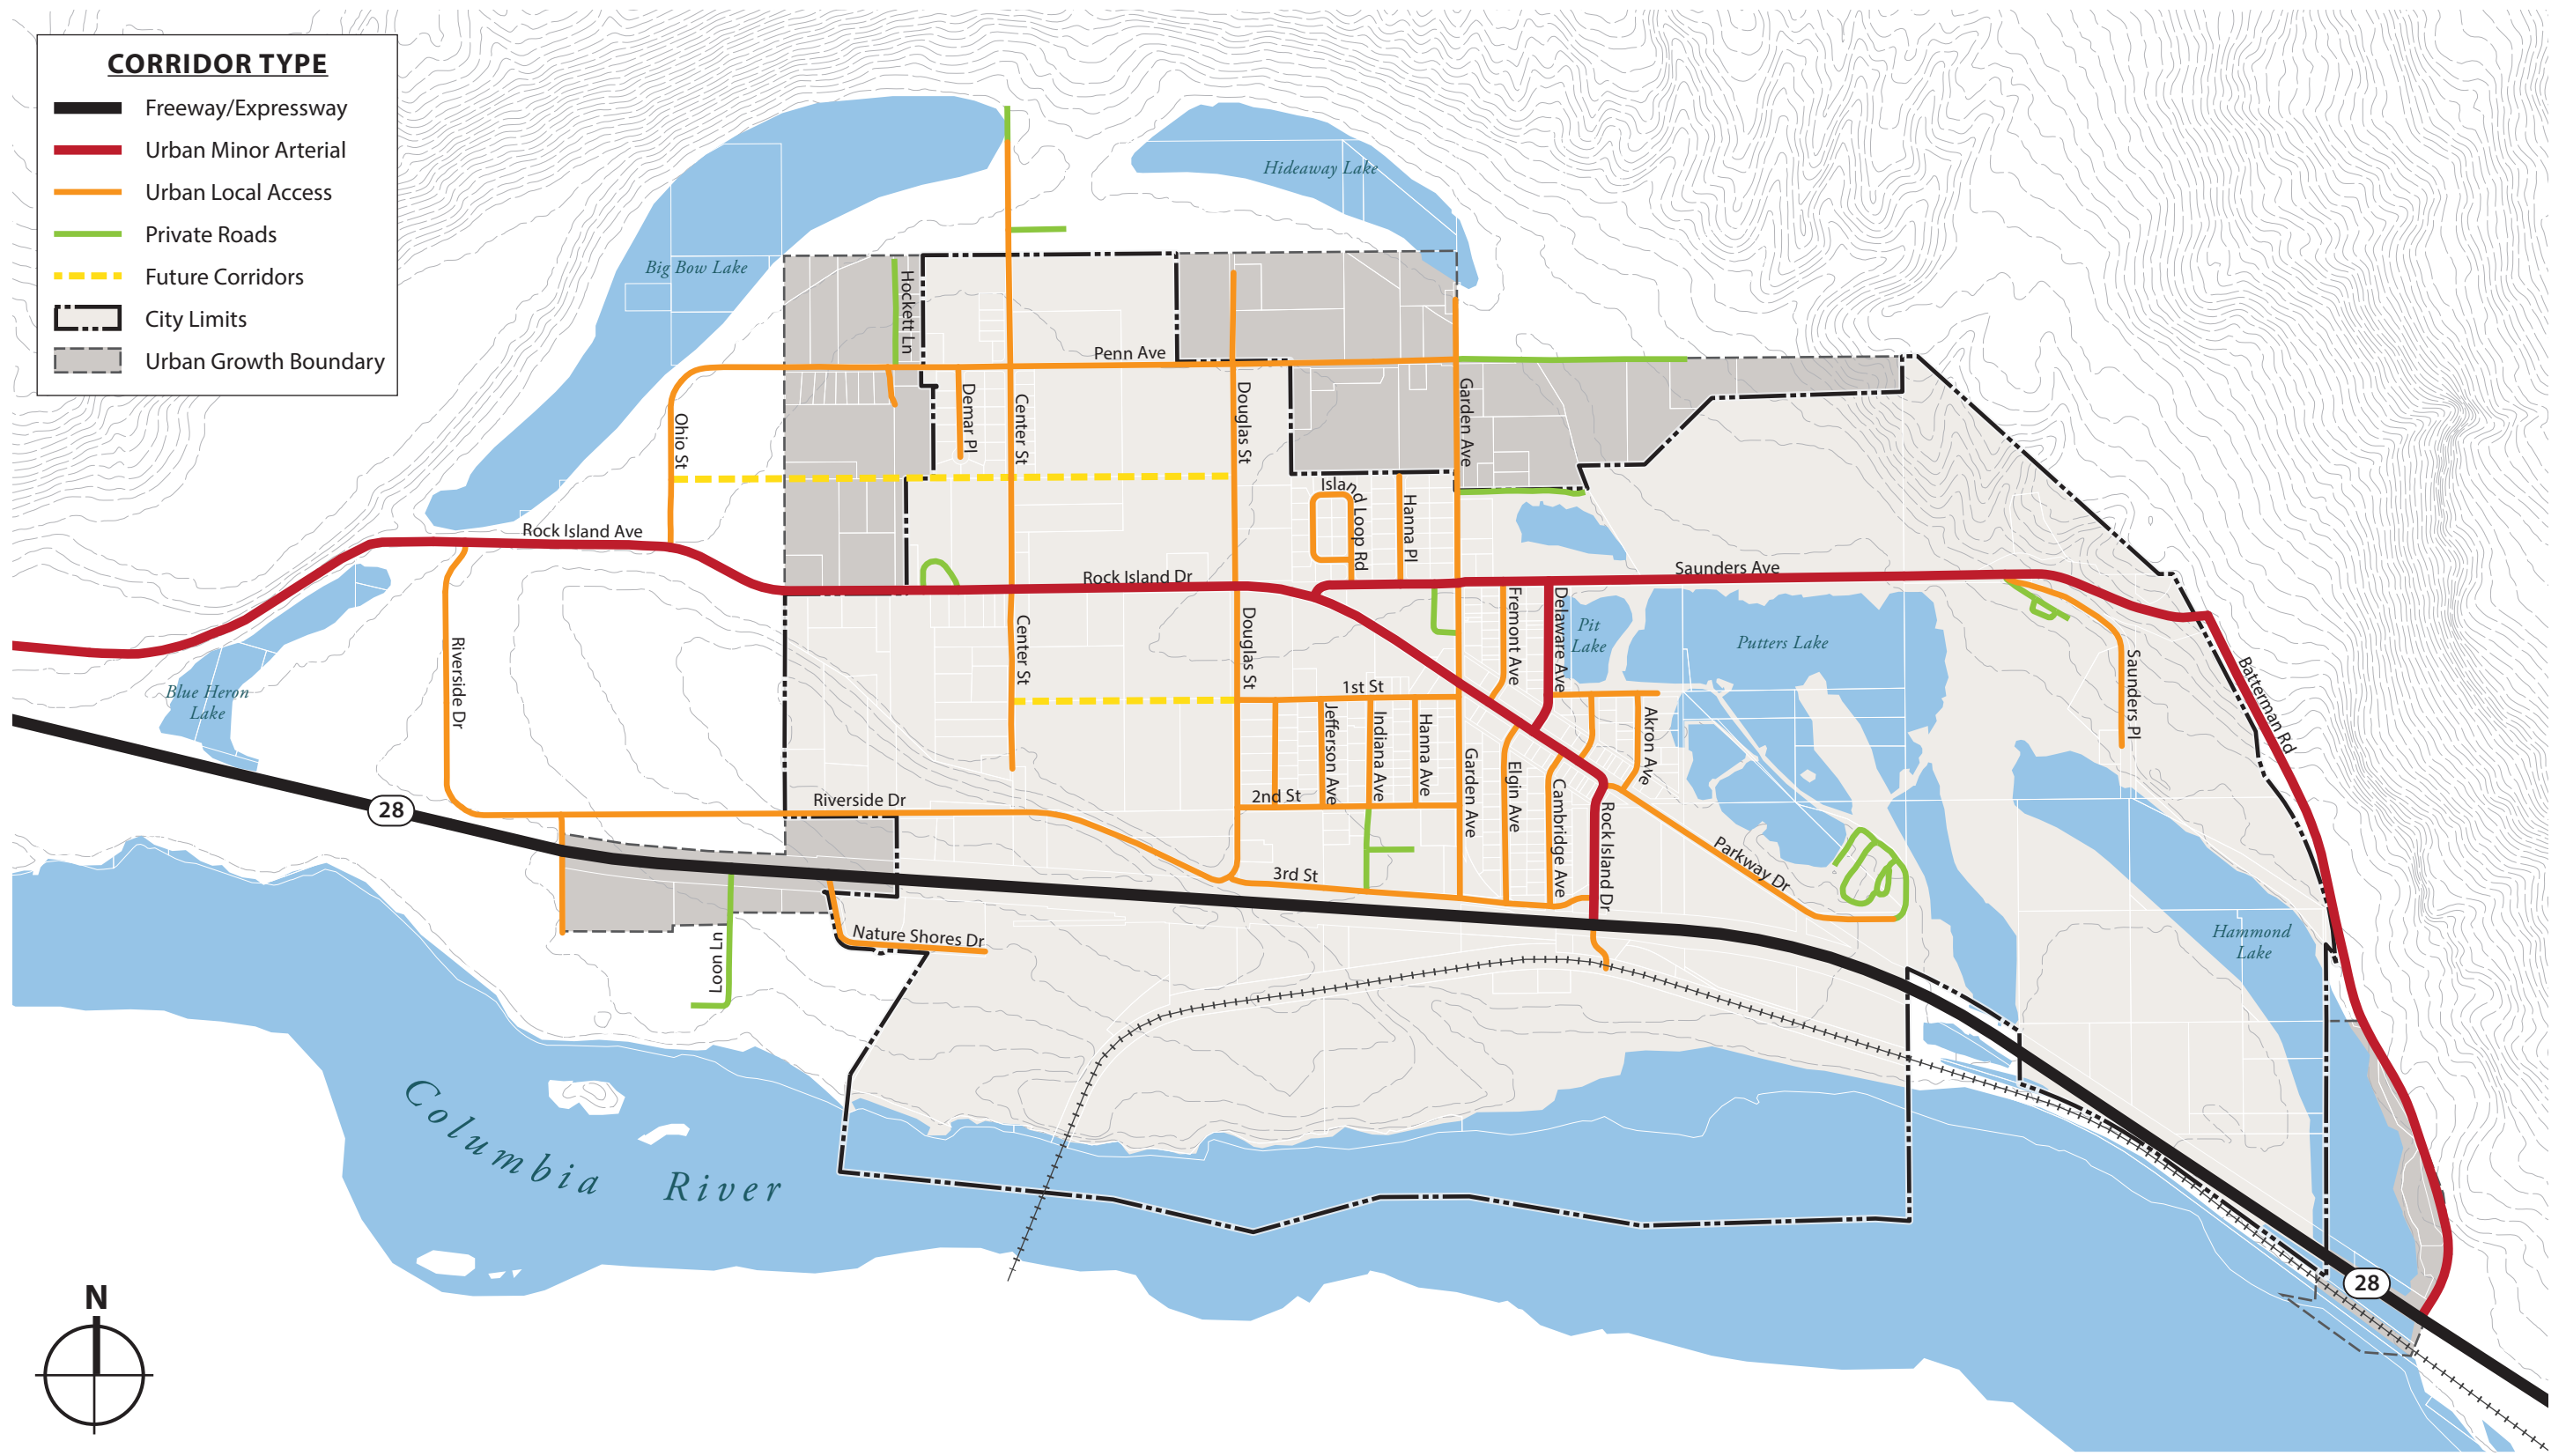 CORRIDOR TYPE
Freeway/Expressway
Urban Minor Arterial
Urban Local Access
Private Roads
Future Corridors
City Limits
Urban Growth Boundary
Hideaway Lake
Big Bow Lake
Hockett Ln
Penn Ave
Demar Pl
Center St
Douglas St
Garden Ave
Ohio St
Island Loop Rd
Hanna Pl
Rock Island Ave
Rock Island Dr
Saunders Ave
Fremont Ave
Delaware Ave
Pit
Lake
Putters Lake
Riverside Dr
Center St
Douglas St
Saunders Pl
Batterman Rd
Blue Heron
Lake
1st St
Jefferson Ave
Indiana Ave
Hanna Ave
Akron Ave
Garden Ave
Elgin Ave
Cambridge Ave
Rock Island Dr
2nd St
Riverside Dr
28
Parkway Dr
3rd St
Nature Shores Dr
Loon Ln
Hammond
Lake
Columbia River
28
N